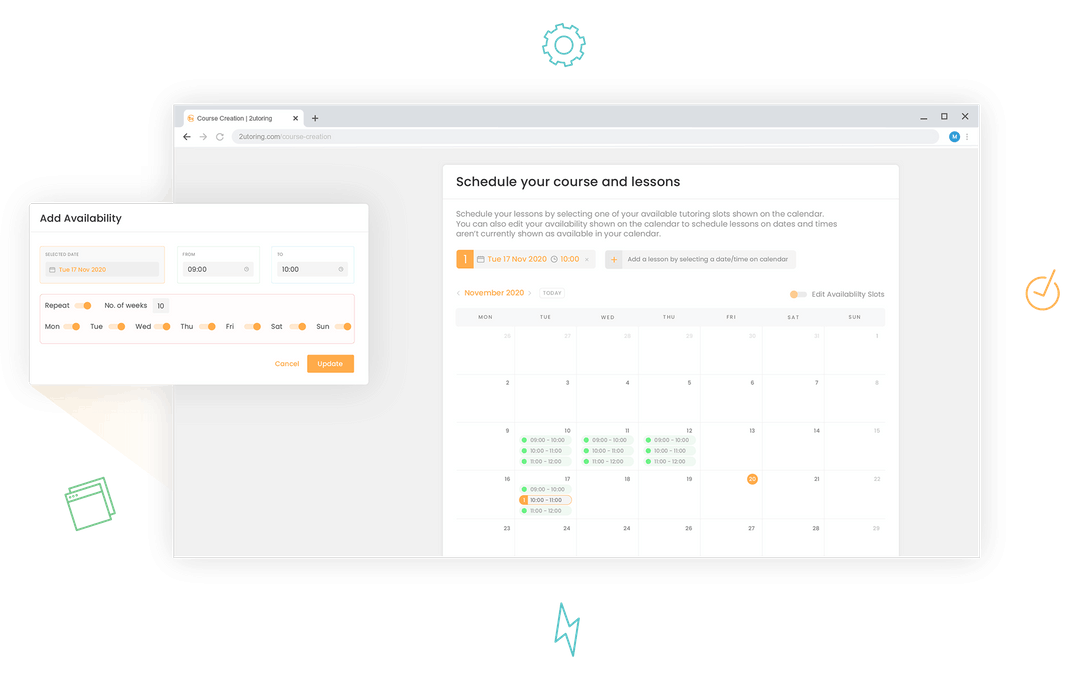 Course Creation | 2utoring
2utoring.com/course-creation
M
Schedule your course and lessons
Schedule your lessons by selecting one of your available tutoring slots shown on the calendar.
You can also edit your availability shown on the calendar to schedule lessons on dates and times
aren't currently shown as available in your calendar.
1 Tue 17 Nov 2020 10:00 × + Add a lesson by selecting a date/time on calendar
November 2020 TODAY Edit Availability Slots
MON TUE WED THU FRI SAT SUN
26 27 28 29 30
2 3 4 5 6 7 8
9 10 11 12 13 14 15
09:00 - 10:00 09:00 - 10:00 09:00 - 10:00
10:00 - 11:00 10:00 - 11:00 10:00 - 11:00
11:00 - 12:00 11:00 - 12:00 11:00 - 12:00
16 17 18 19 20 21 22
09:00 - 10:00
1 10:00 - 11:00
11:00 - 12:00
23 24 24 26 27 28 29
Add Availability
SELECTED DATE FROM TO
Tue 17 Nov 2020 09:00 10:00
Repeat No. of weeks 10
Mon Tue Wed Thu Fri Sat Sun
Cancel Update